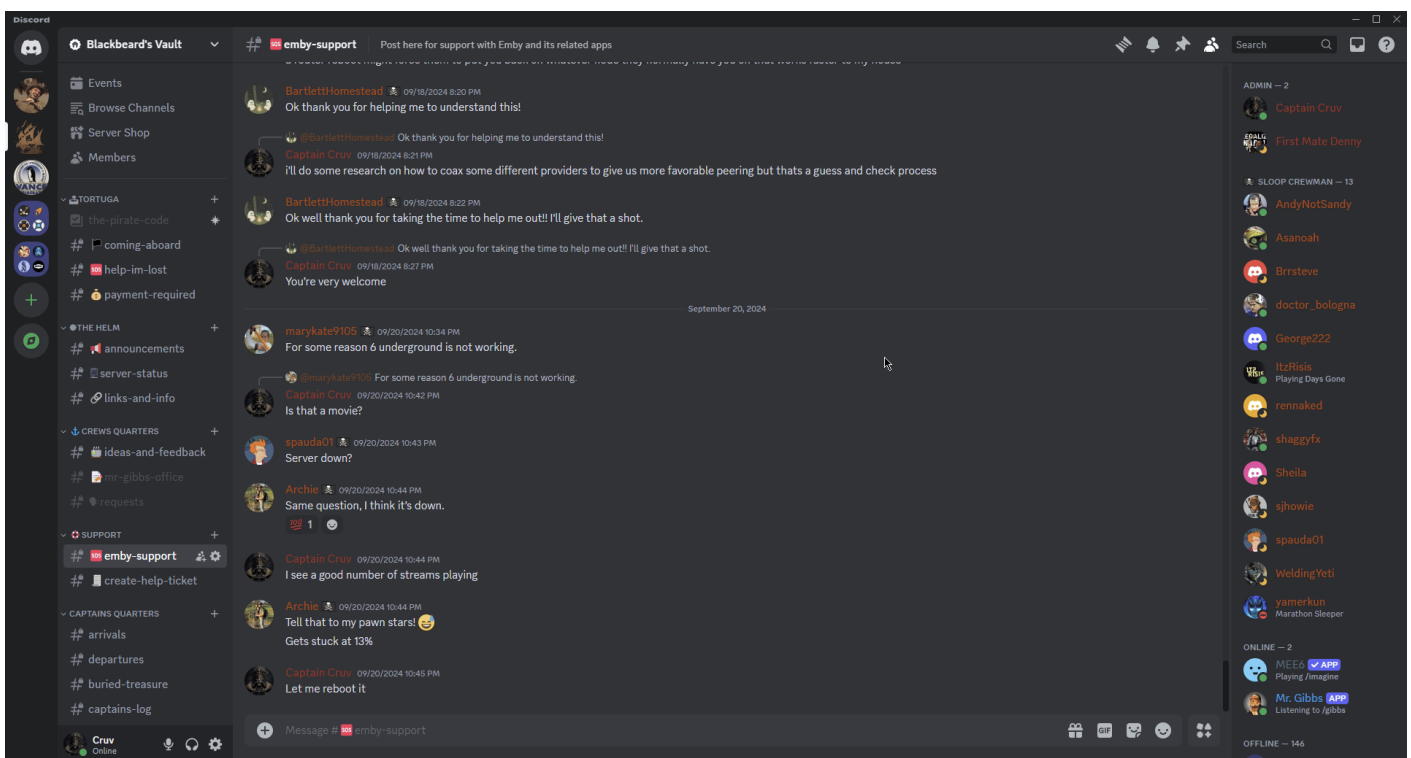 Discord
Blackbeard's Vault
emby-support
Post here for support with Emby and its related apps
Search
Events
Browse Channels
Server Shop
Members
TORTUGA
the-pirate-code
coming-aboard
help-im-lost
payment-required
THE HELM
announcements
server-status
links-and-info
CREWS QUARTERS
ideas-and-feedback
mr-gibbs-office
requests
SUPPORT
emby-support
create-help-ticket
CAPTAINS QUARTERS
arrivals
departures
buried-treasure
captains-log
Cruv
Online
BartlettHomestead 09/18/2024 8:20 PM
Ok thank you for helping me to understand this!
@BartlettHomestead Ok thank you for helping me to understand this!
Captain Cruv 09/18/2024 8:21 PM
i'll do some research on how to coax some different providers to give us more favorable peering but thats a guess and check process
BartlettHomestead 09/18/2024 8:22 PM
Ok well thank you for taking the time to help me out!! I'll give that a shot.
@BartlettHomestead Ok well thank you for taking the time to help me out!! I'll give that a shot.
Captain Cruv 09/18/2024 8:27 PM
You're very welcome
September 20, 2024
marykate9105 09/20/2024 10:34 PM
For some reason 6 underground is not working.
@marykate9105 For some reason 6 underground is not working.
Captain Cruv 09/20/2024 10:42 PM
Is that a movie?
spauda01 09/20/2024 10:43 PM
Server down?
Archie 09/20/2024 10:44 PM
Same question, I think it's down.
1
Captain Cruv 09/20/2024 10:44 PM
I see a good number of streams playing
Archie 09/20/2024 10:44 PM
Tell that to my pawn stars!
Gets stuck at 13%
Captain Cruv 09/20/2024 10:45 PM
Let me reboot it
Message # emby-support
GIF
ADMIN — 2
Captain Cruv
First Mate Denny
SLOOP CREWMAN — 13
AndyNotSandy
Asanoah
Brrsteve
doctor_bologna
George222
ItzRisis
Playing Days Gone
rennaked
shaggyfx
Sheila
sjhowie
spauda01
WeldingYeti
yamerkun
Marathon Sleeper
ONLINE — 2
MEE6 APP
Playing /imagine
Mr. Gibbs APP
Listening to /gibbs
OFFLINE — 146